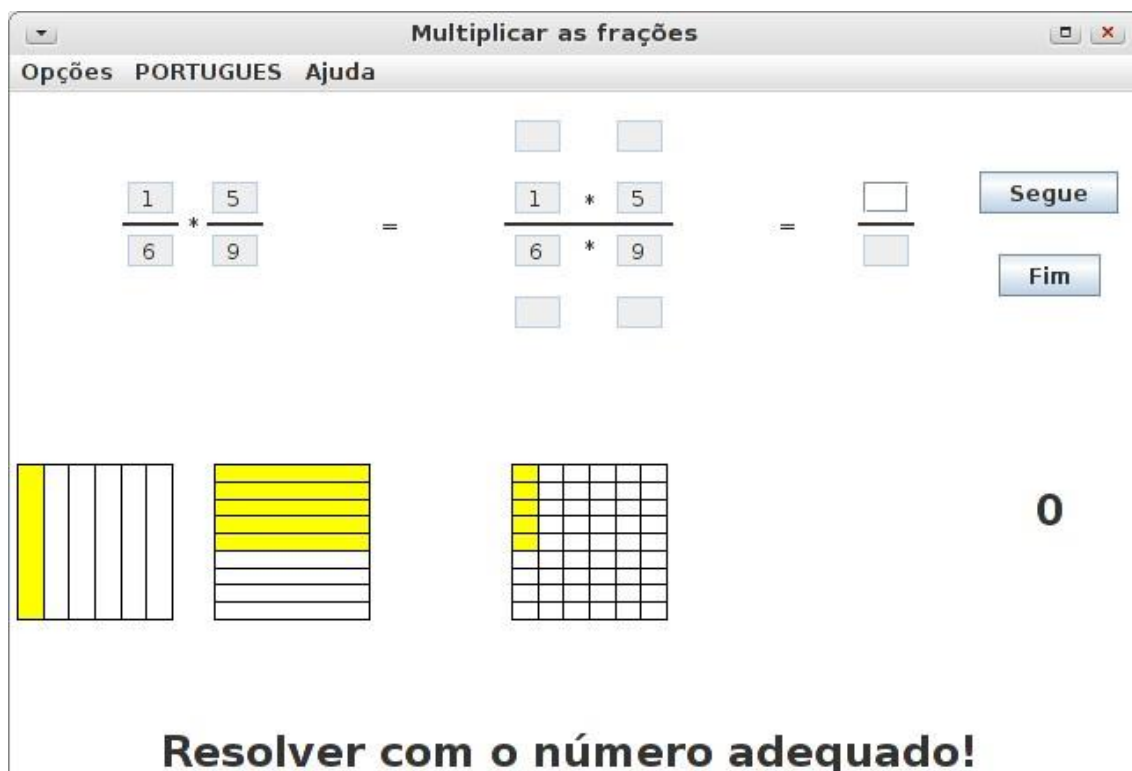 Multiplicar as frações
Opções PORTUGUES Ajuda
1 * 5 = 1 * 5 =
6 9 6 * 9
Segue
Fim
0
Resolver com o número adequado!